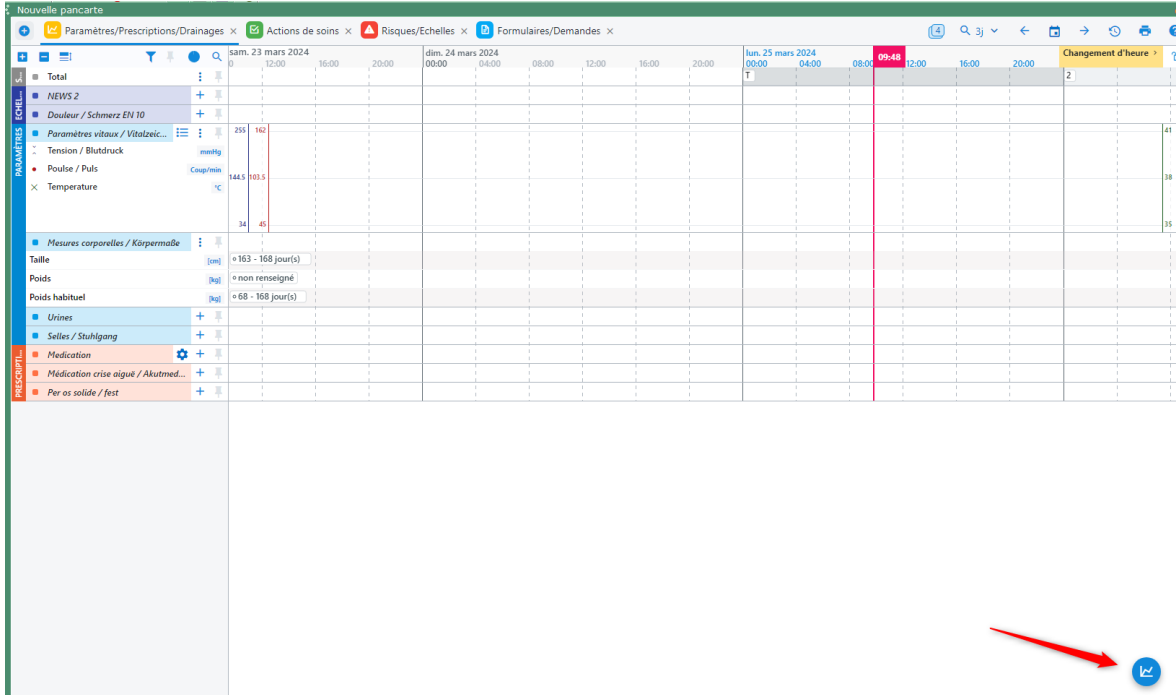 Nouvelle pancarte
Paramètres/Prescriptions/Drainages × Actions de soins × Risques/Echelles × Formulaires/Demandes ×
4 3j
sam. 23 mars 2024 dim. 24 mars 2024 lun. 25 mars 2024 09:48 Changement d'heure >
0 12:00 16:00 20:00 00:00 04:00 08:00 12:00 16:00 20:00 00:00 04:00 08:00 12:00 16:00 20:00
S... Total T 2
ECHEL... NEWS 2
Douleur / Schmerz EN 10
PARAMÈTRES Paramètres vitaux / Vitalzeic... 255 162 41
Tension / Blutdruck mmHg
Poulse / Puls Coup/min
144.5 103.5 38
Temperature °C
34 45 35
Mesures corporelles / Körpermaße
Taille [cm] 163 - 168 jour(s)
Poids [kg] non renseigné
Poids habituel [kg] 68 - 168 jour(s)
Urines
Selles / Stuhlgang
PRESCRIPTI... Medication
Médication crise aiguë / Akutmed...
Per os solide / fest